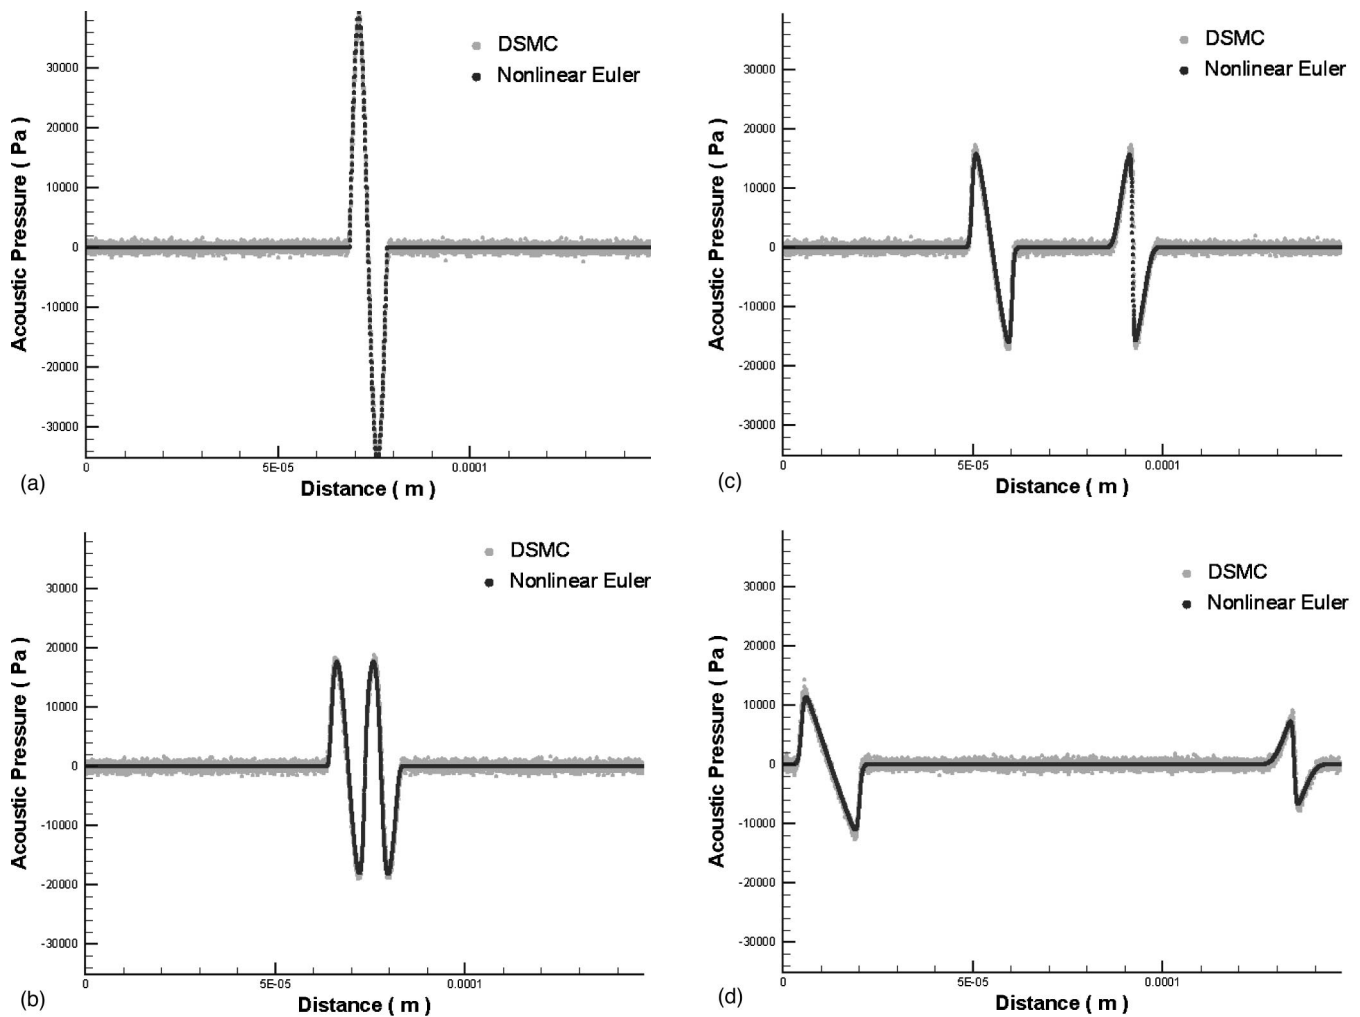 DSMC
Nonlinear Euler
30000
20000
10000
0
-10000
-20000
-30000
Acoustic Pressure ( Pa )
0
5E-05
0.0001
Distance ( m )
(a)
DSMC
Nonlinear Euler
30000
20000
10000
0
-10000
-20000
-30000
Acoustic Pressure ( Pa )
0
5E-05
0.0001
Distance ( m )
(c)
DSMC
Nonlinear Euler
30000
20000
10000
0
-10000
-20000
-30000
Acoustic Pressure ( Pa )
0
5E-05
0.0001
Distance ( m )
(b)
DSMC
Nonlinear Euler
30000
20000
10000
0
-10000
-20000
-30000
Acoustic Pressure ( Pa )
0
5E-05
0.0001
Distance ( m )
(d)